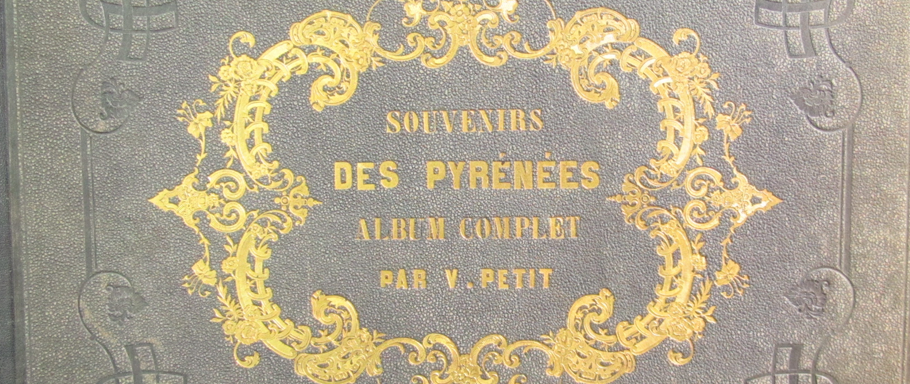 SOUVENIRS
DES PYRÉNÉES
ALBUM COMPLET
PAR V. PETIT